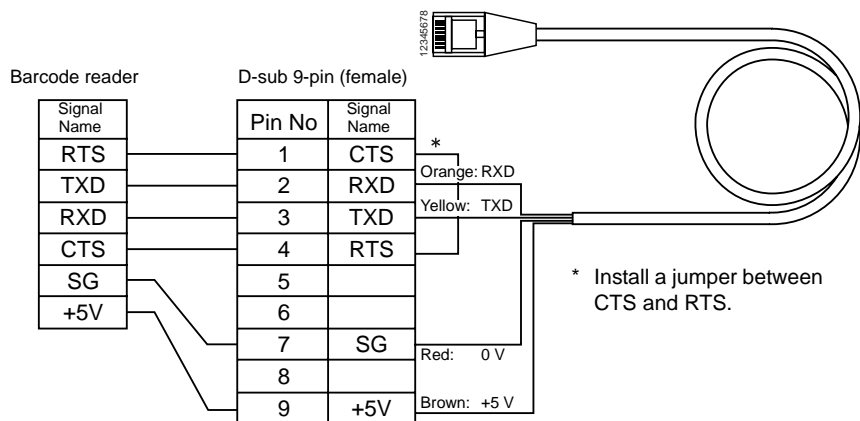 12345678
Barcode reader
D-sub 9-pin (female)
Signal Name
Pin No
Signal Name
RTS 1 CTS *
Orange: RXD
TXD 2 RXD
Yellow: TXD
RXD 3 TXD
CTS 4 RTS
SG 5
+5V 6
* Install a jumper between
CTS and RTS.
7 SG
Red: 0 V
8
9 +5V Brown: +5 V